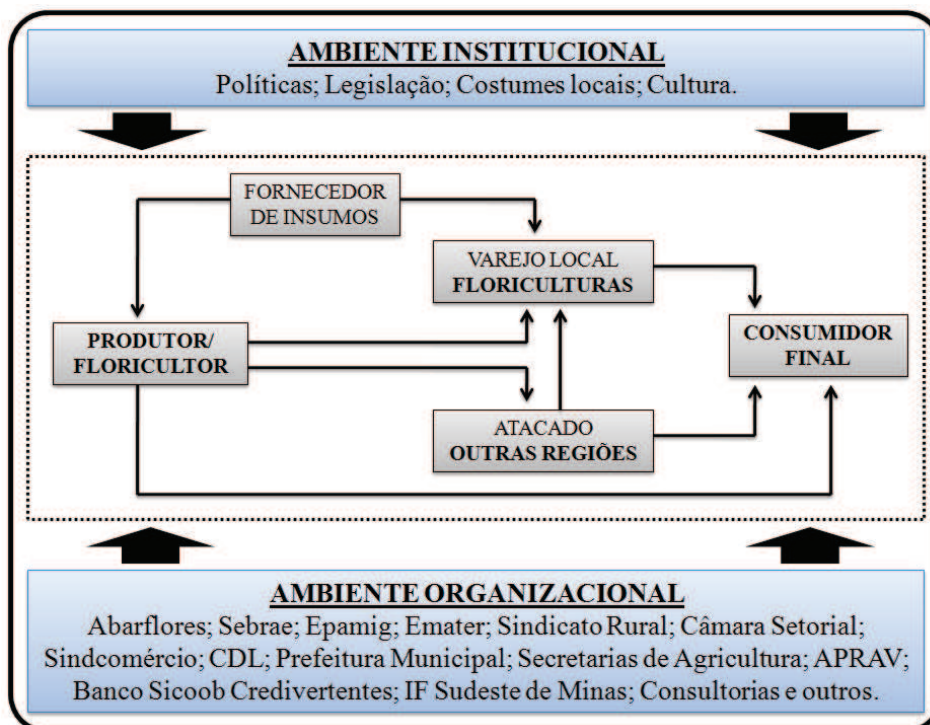 AMBIENTE INSTITUCIONAL
Políticas; Legislação; Costumes locais; Cultura.
FORNECEDOR
DE INSUMOS
VAREJO LOCAL
FLORICULTURAS
PRODUTOR/
FLORICULTOR
CONSUMIDOR
FINAL
ATACADO
OUTRAS REGIÕES
AMBIENTE ORGANIZACIONAL
Abarflores; Sebrae; Epamig; Emater; Sindicato Rural; Câmara Setorial;
Sindcomércio; CDL; Prefeitura Municipal; Secretarias de Agricultura; APRAV;
Banco Sicoob Credivertentes; IF Sudeste de Minas; Consultorias e outros.